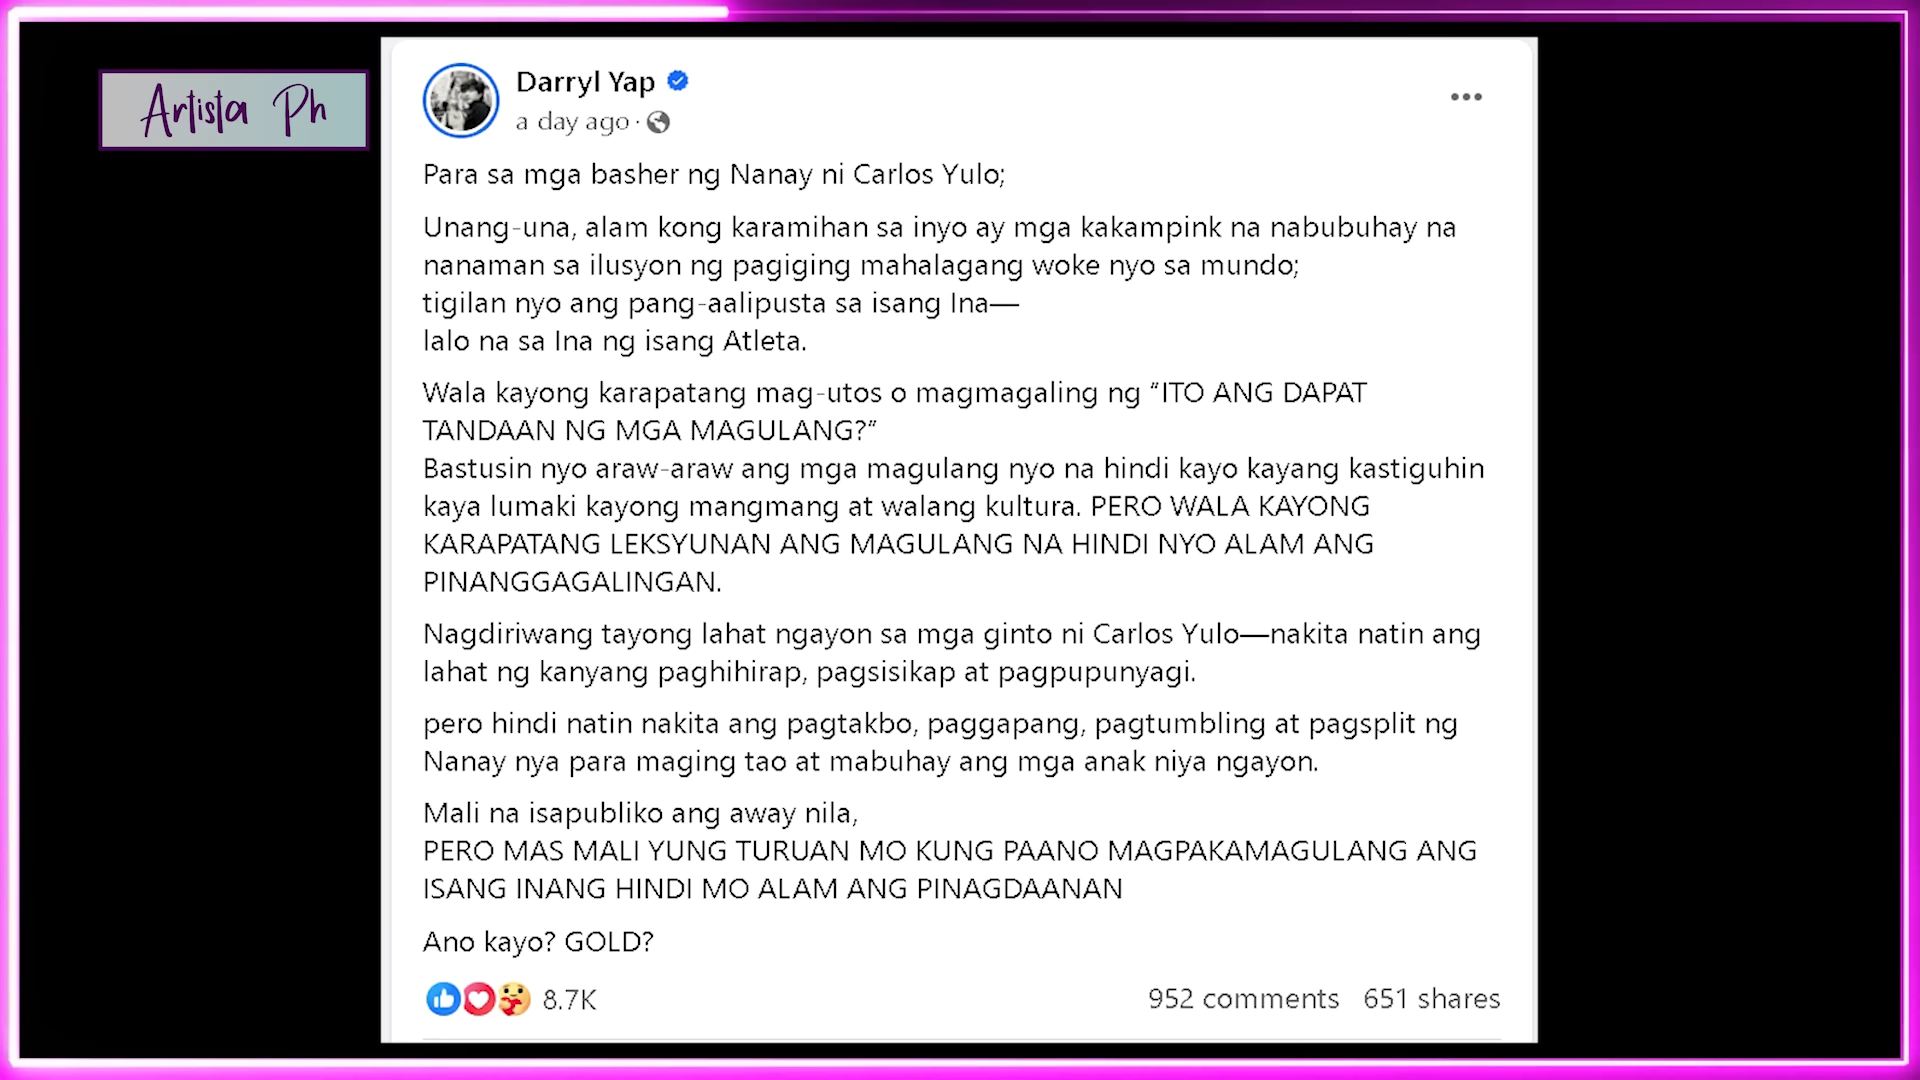 Artista Ph
Darryl Yap
a day ago ·
Para sa mga basher ng Nanay ni Carlos Yulo;
Unang-una, alam kong karamihan sa inyo ay mga kakampink na nabubuhay na
nanaman sa ilusyon ng pagiging mahalagang woke nyo sa mundo;
tigilan nyo ang pang-aalipusta sa isang Ina—
lalo na sa Ina ng isang Atleta.
Wala kayong karapatang mag-utos o magmagaling ng “ITO ANG DAPAT
TANDAAN NG MGA MAGULANG?”
Bastusin nyo araw-araw ang mga magulang nyo na hindi kayo kayang kastiguhin
kaya lumaki kayong mangmang at walang kultura. PERO WALA KAYONG
KARAPATANG LEKSYUNAN ANG MAGULANG NA HINDI NYO ALAM ANG
PINANGGAGALINGAN.
Nagdiriwang tayong lahat ngayon sa mga ginto ni Carlos Yulo—nakita natin ang
lahat ng kanyang paghihirap, pagsisikap at pagpupunyagi.
pero hindi natin nakita ang pagtakbo, paggapang, pagtumbling at pagsplit ng
Nanay nya para maging tao at mabuhay ang mga anak niya ngayon.
Mali na isapubliko ang away nila,
PERO MAS MALI YUNG TURUAN MO KUNG PAANO MAGPAKAMAGULANG ANG
ISANG INANG HINDI MO ALAM ANG PINAGDAANAN
Ano kayo? GOLD?
8.7K 952 comments 651 shares